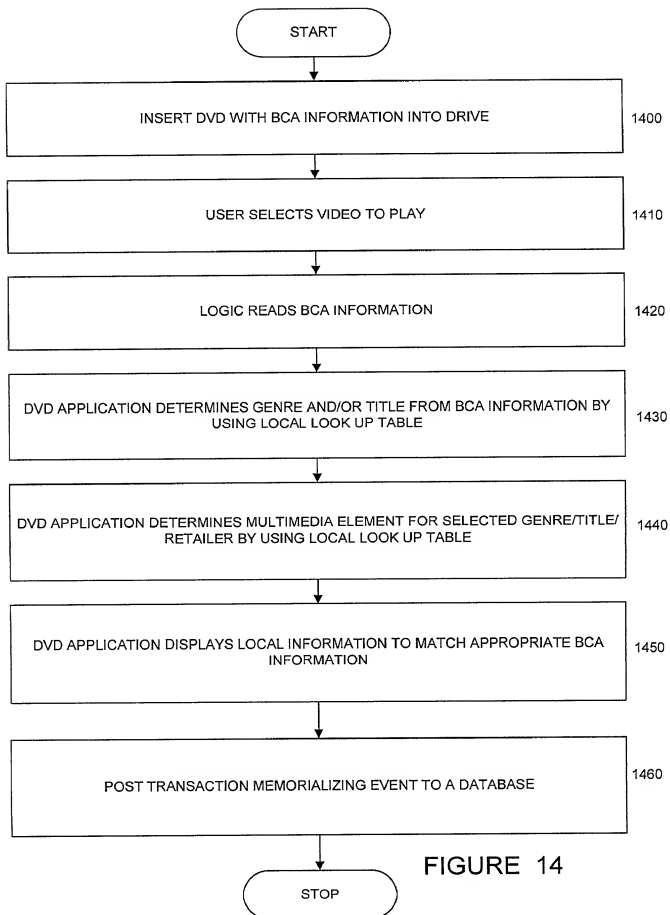 START
INSERT DVD WITH BCA INFORMATION INTO DRIVE
1400
USER SELECTS VIDEO TO PLAY
1410
LOGIC READS BCA INFORMATION
1420
DVD APPLICATION DETERMINES GENRE AND/OR TITLE FROM BCA INFORMATION BY
USING LOCAL LOOK UP TABLE
1430
DVD APPLICATION DETERMINES MULTIMEDIA ELEMENT FOR SELECTED GENRE/TITLE/
RETAILER BY USING LOCAL LOOK UP TABLE
1440
DVD APPLICATION DISPLAYS LOCAL INFORMATION TO MATCH APPROPRIATE BCA
INFORMATION
1450
POST TRANSACTION MEMORIALIZING EVENT TO A DATABASE
1460
STOP
FIGURE 14